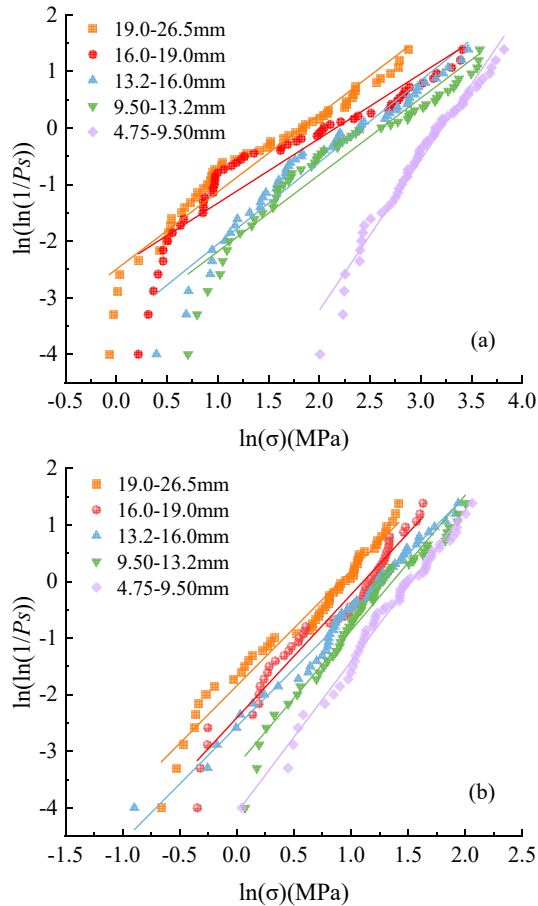 2
1
0
-1
-2
-3
-4
ln(ln(1/Ps))
19.0-26.5mm
16.0-19.0mm
13.2-16.0mm
9.50-13.2mm
4.75-9.50mm
(a)
-0.5 0.0 0.5 1.0 1.5 2.0 2.5 3.0 3.5 4.0
ln(σ)(MPa)
2
1
0
-1
-2
-3
-4
-5
ln(ln(1/Ps))
19.0-26.5mm
16.0-19.0mm
13.2-16.0mm
9.50-13.2mm
4.75-9.50mm
(b)
-1.5 -1.0 -0.5 0.0 0.5 1.0 1.5 2.0 2.5
ln(σ)(MPa)